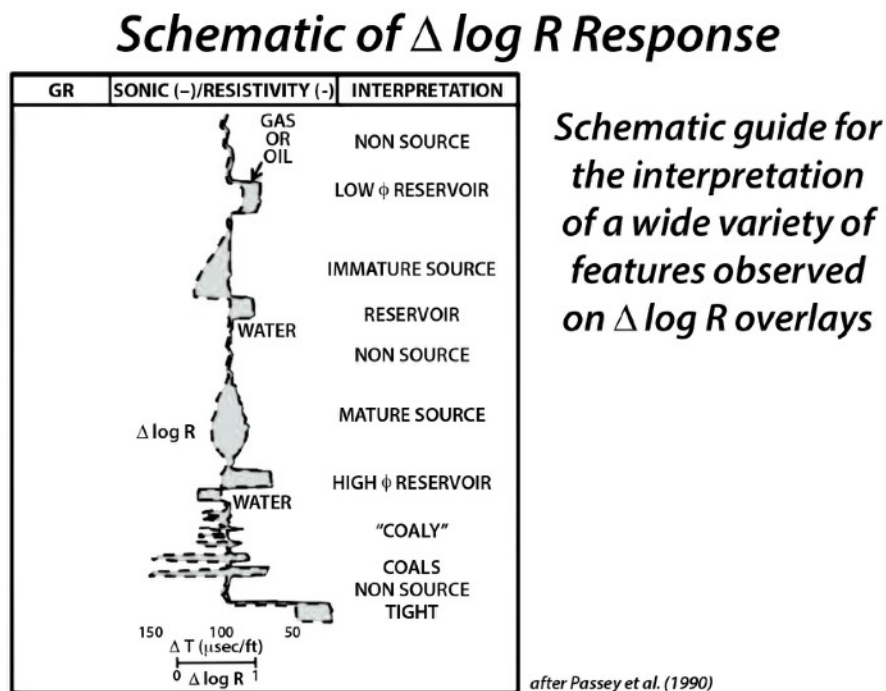 Schematic of Δ log R Response
GR SONIC (–)/RESISTIVITY (-) INTERPRETATION
GAS
OR
OIL
NON SOURCE
LOW ϕ RESERVOIR
IMMATURE SOURCE
RESERVOIR
WATER
NON SOURCE
MATURE SOURCE
Δ log R
HIGH ϕ RESERVOIR
WATER
"COALY"
COALS
NON SOURCE
TIGHT
150 100 50
Δ T (μsec/ft)
0 Δ log R 1
Schematic guide for
the interpretation
of a wide variety of
features observed
on Δ log R overlays
after Passey et al. (1990)